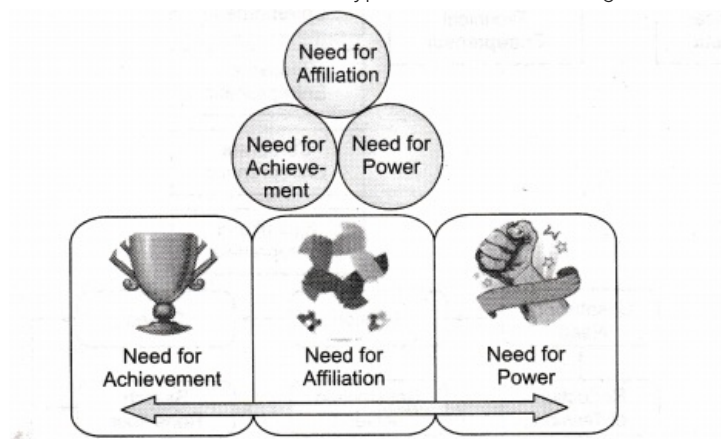 Need for
Affiliation
Need for
Achieve-
ment
Need for
Power
Need for
Achievement
Need for
Affiliation
Need for
Power